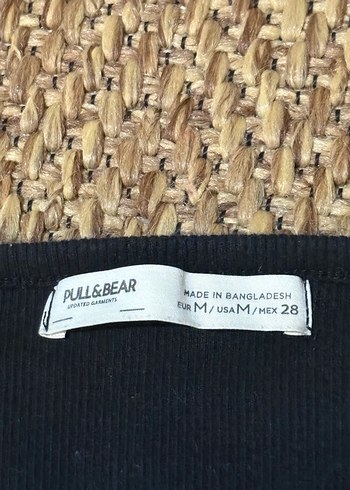 PULL&BEAR
UPDATED GARMENTS
MADE IN BANGLADESH
EUR M / USA M / MEX 28